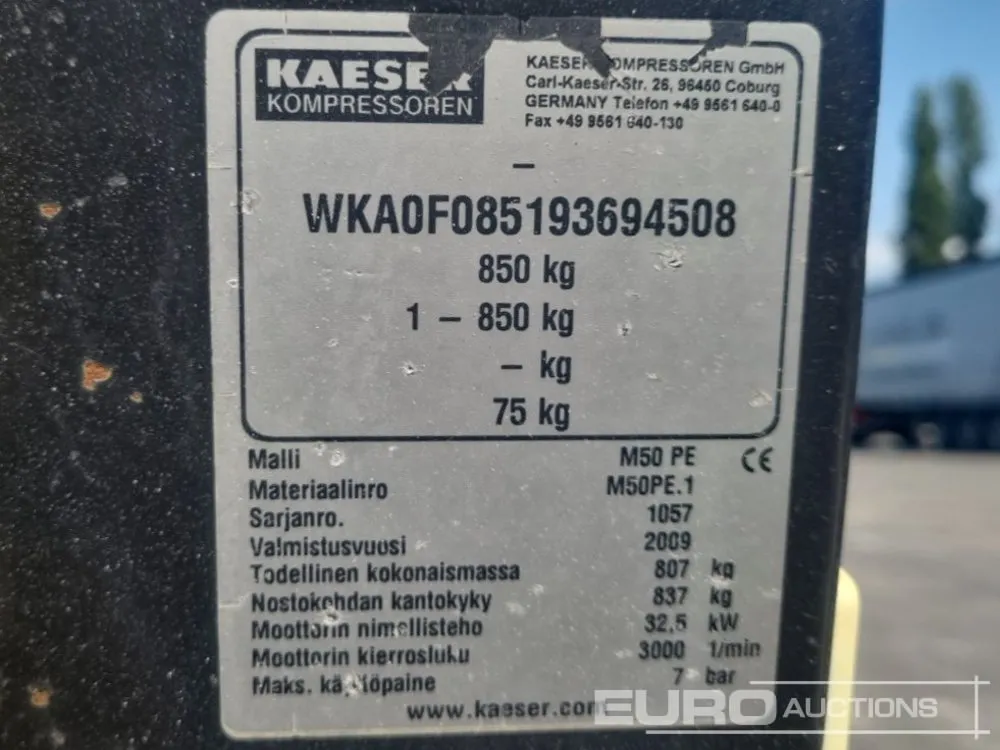 KAESER
KOMPRESSOREN
KAESER KOMPRESSOREN GmbH
Carl-Kaeser-Str. 26, 96450 Coburg
GERMANY Telefon +49 9561 640-0
Fax +49 9561 640-130
–
WKA0F085193694508
850 kg
1 – 850 kg
– kg
75 kg
Malli M50 PE CE
Materiaalinro M50PE.1
Sarjanro. 1057
Valmistusvuosi 2009
Todellinen kokonaismassa 807 kg
Nostokohdan kantokyky 837 kg
Moottorin nimellisteho 32,5 kW
Moottorin kierrosluku 3000 1/min
Maks. käyttöpaine 7 bar
www.kaeser.com
EURO AUCTIONS